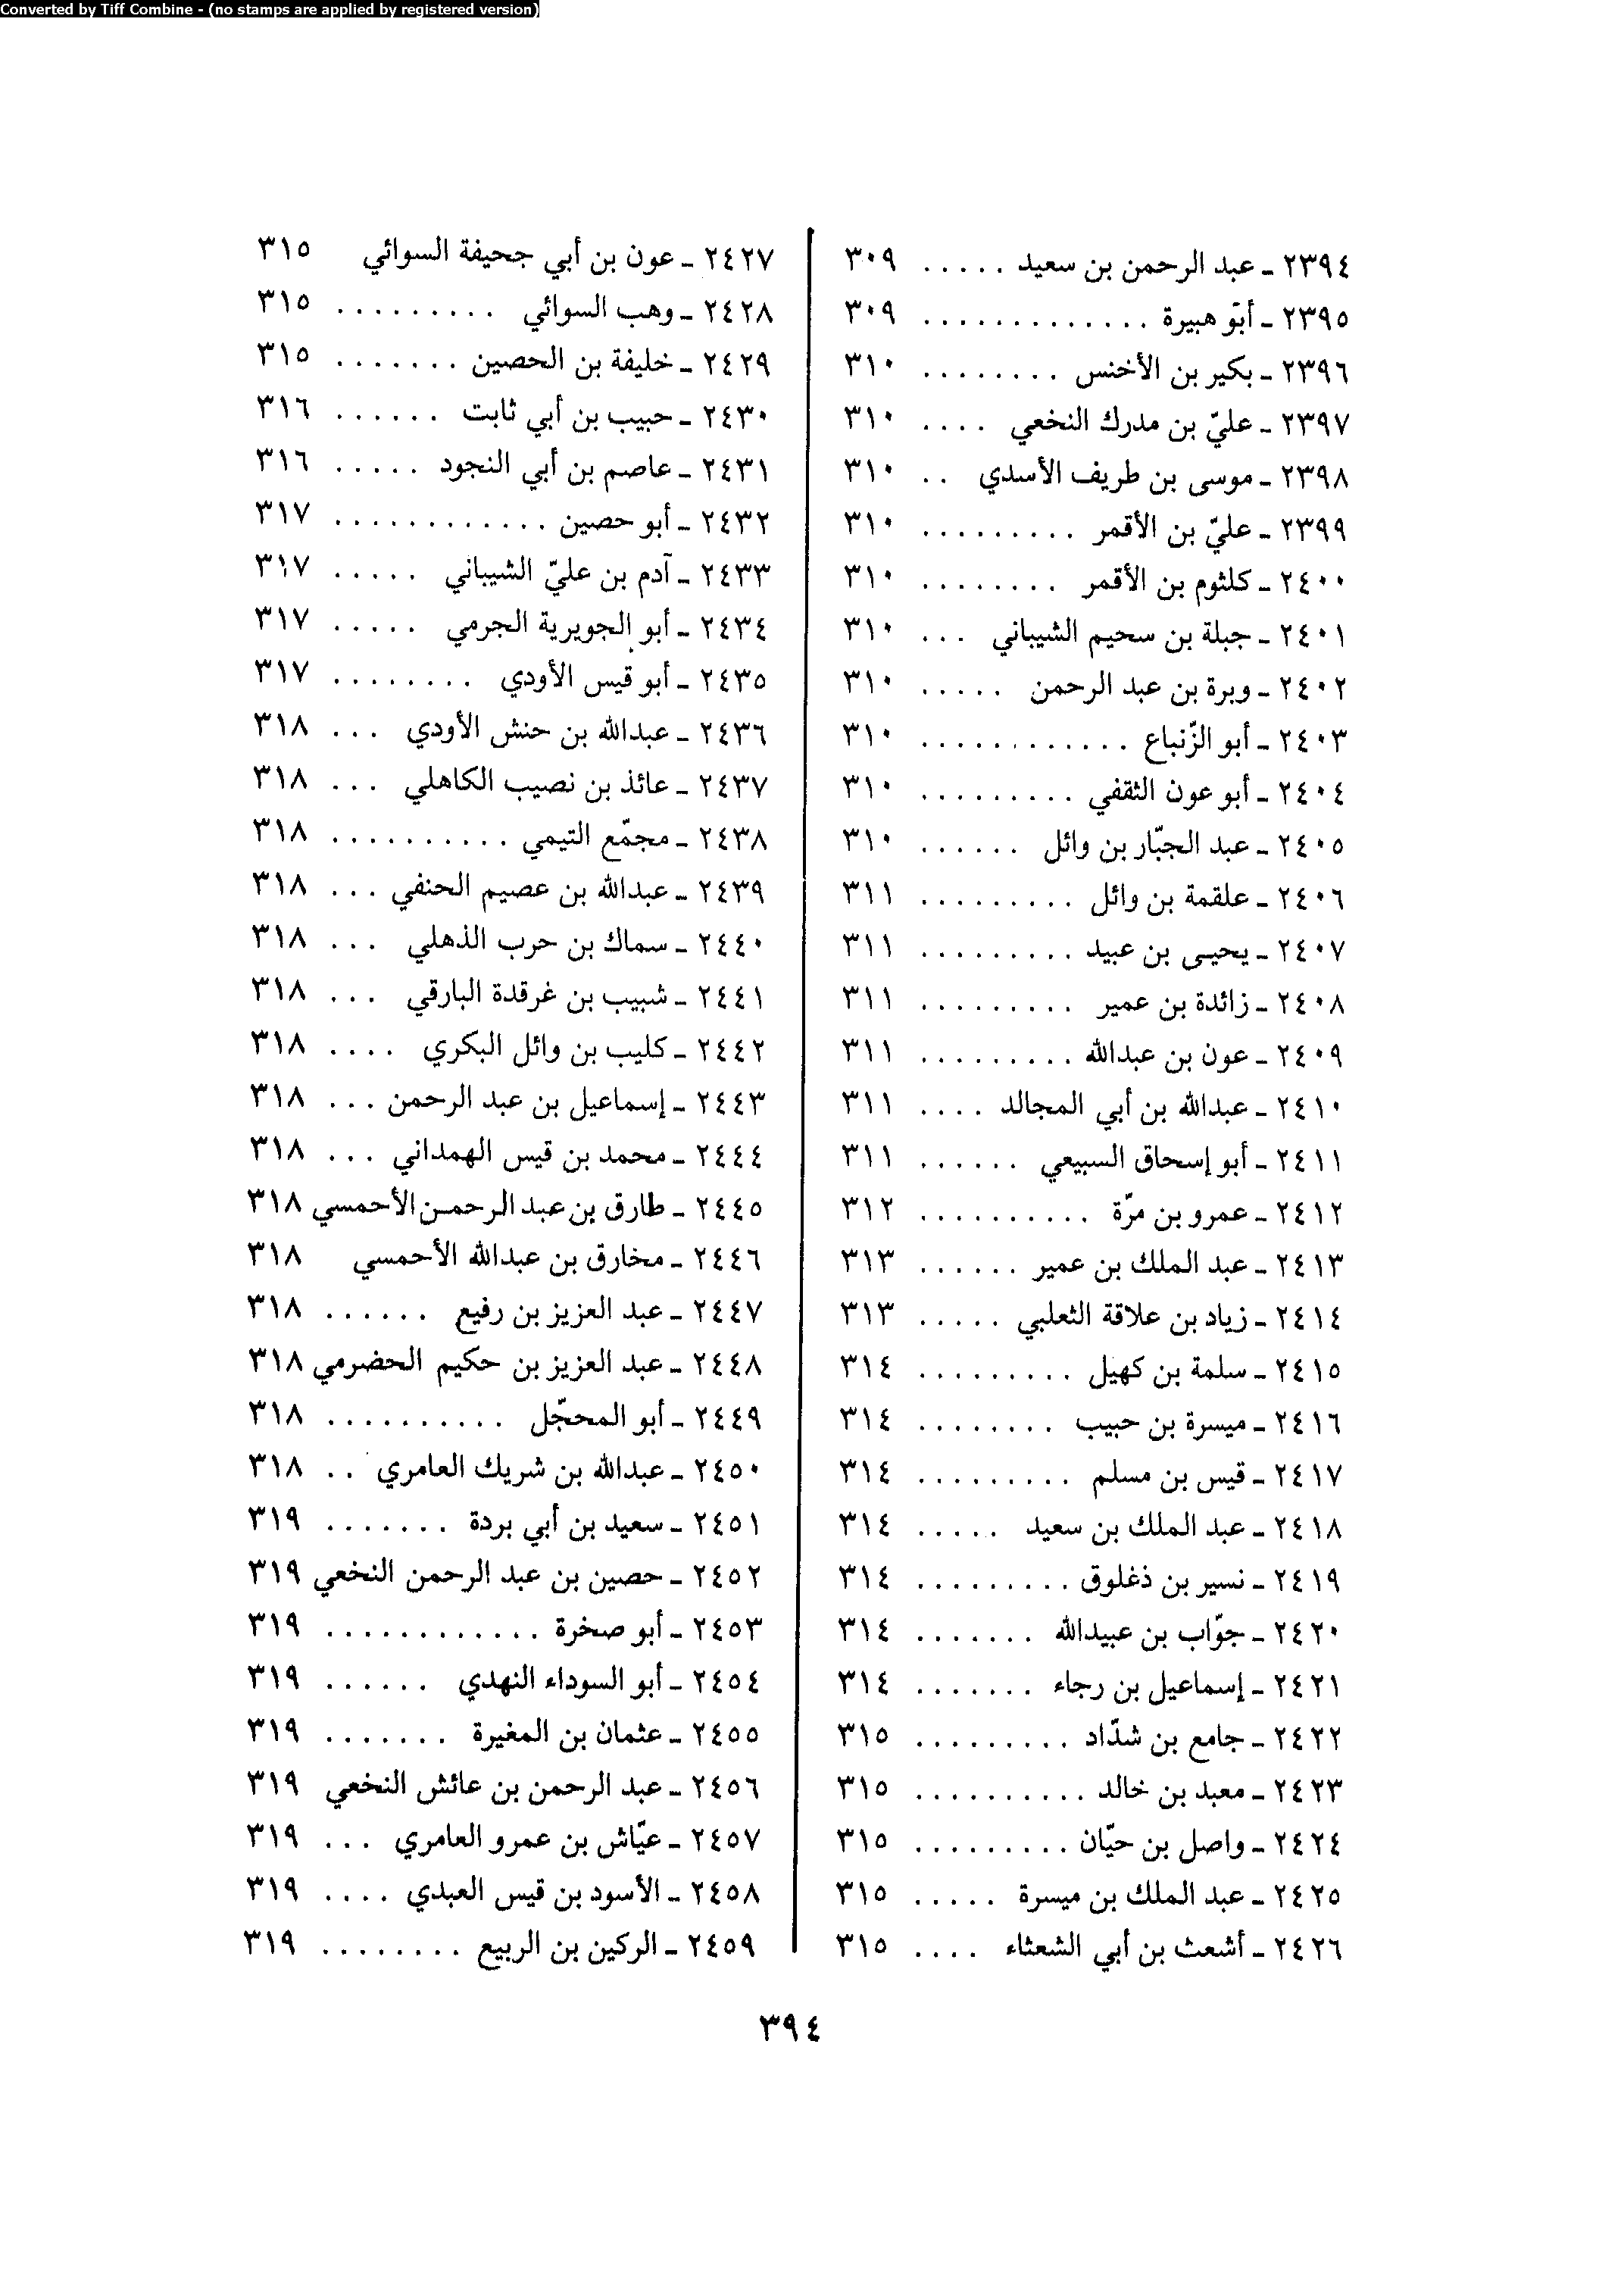 Converted by Tiff Combine - (no stamps are applied by registered version)
٢٣٩٤ - عبد الرحمن بن سعيد ..... ٣٠٩
٢٣٩٥ - أبو هبيرة ............. ٣٠٩
٢٣٩٦ - بكير بن الأخنس ........ ٣١٠
٢٣٩٧ - عليّ بن مدرك النخعي .... ٣١٠
٢٣٩٨ - موسى بن طريف الأسدي .. ٣١٠
٢٣٩٩ - عليّ بن الأقمر ......... ٣١٠
٢٤٠٠ - كلثوم بن الأقمر ........ ٣١٠
٢٤٠١ - جبلة بن سحيم الشيباني ... ٣١٠
٢٤٠٢ - وبرة بن عبد الرحمن ..... ٣١٠
٢٤٠٣ - أبو الزّنباع ............ ٣١٠
٢٤٠٤ - أبو عون الثقفي ......... ٣١٠
٢٤٠٥ - عبد الجبّار بن وائل ...... ٣١٠
٢٤٠٦ - علقمة بن وائل ......... ٣١١
٢٤٠٧ - يحيى بن عبيد ......... ٣١١
٢٤٠٨ - زائدة بن عمير ......... ٣١١
٢٤٠٩ - عون بن عبدالله ......... ٣١١
٢٤١٠ - عبدالله بن أبي المجالد .... ٣١١
٢٤١١ - أبو إسحاق السبيعي ...... ٣١١
٢٤١٢ - عمرو بن مرّة .......... ٣١٢
٢٤١٣ - عبد الملك بن عمير ...... ٣١٣
٢٤١٤ - زياد بن علاقة الثعلبي ..... ٣١٣
٢٤١٥ - سلمة بن كهيل ......... ٣١٤
٢٤١٦ - ميسرة بن حبيب ........ ٣١٤
٢٤١٧ - قيس بن مسلم ......... ٣١٤
٢٤١٨ - عبد الملك بن سعيد ..... ٣١٤
٢٤١٩ - نسير بن ذغلوق ......... ٣١٤
٢٤٢٠ - جوّاب بن عبيدالله ....... ٣١٤
٢٤٢١ - إسماعيل بن رجاء ....... ٣١٤
٢٤٢٢ - جامع بن شدّاد ......... ٣١٥
٢٤٢٣ - معبد بن خالد .......... ٣١٥
٢٤٢٤ - واصل بن حيّان ......... ٣١٥
٢٤٢٥ - عبد الملك بن ميسرة ..... ٣١٥
٢٤٢٦ - أشعث بن أبي الشعثاء .... ٣١٥
٢٤٢٧ - عون بن أبي جحيفة السوائي ٣١٥
٢٤٢٨ - وهب السوائي ......... ٣١٥
٢٤٢٩ - خليفة بن الحصين ....... ٣١٥
٢٤٣٠ - حبيب بن أبي ثابت ...... ٣١٦
٢٤٣١ - عاصم بن أبي النجود ..... ٣١٦
٢٤٣٢ - أبو حصين ............ ٣١٧
٢٤٣٣ - آدم بن عليّ الشيباني ..... ٣١٧
٢٤٣٤ - أبو الجويرية الجرمي ..... ٣١٧
٢٤٣٥ - أبو قيس الأودي ........ ٣١٧
٢٤٣٦ - عبدالله بن حنش الأودي ... ٣١٨
٢٤٣٧ - عائذ بن نصيب الكاهلي ... ٣١٨
٢٤٣٨ - مجمّع التيمي .......... ٣١٨
٢٤٣٩ - عبدالله بن عصيم الحنفي ... ٣١٨
٢٤٤٠ - سماك بن حرب الذهلي ... ٣١٨
٢٤٤١ - شبيب بن غرقدة البارقي ... ٣١٨
٢٤٤٢ - كليب بن وائل البكري .... ٣١٨
٢٤٤٣ - إسماعيل بن عبد الرحمن ... ٣١٨
٢٤٤٤ - محمد بن قيس الهمداني ... ٣١٨
٢٤٤٥ - طارق بن عبد الرحمن الأحمسي ٣١٨
٢٤٤٦ - مخارق بن عبدالله الأحمسي ٣١٨
٢٤٤٧ - عبد العزيز بن رفيع ...... ٣١٨
٢٤٤٨ - عبد العزيز بن حكيم الحضرمي ٣١٨
٢٤٤٩ - أبو المحجّل .......... ٣١٨
٢٤٥٠ - عبدالله بن شريك العامري .. ٣١٨
٢٤٥١ - سعيد بن أبي بردة ....... ٣١٩
٢٤٥٢ - حصين بن عبد الرحمن النخعي ٣١٩
٢٤٥٣ - أبو صخرة ............ ٣١٩
٢٤٥٤ - أبو السوداء النهدي ...... ٣١٩
٢٤٥٥ - عثمان بن المغيرة ....... ٣١٩
٢٤٥٦ - عبد الرحمن بن عائش النخعي ٣١٩
٢٤٥٧ - عيّاش بن عمرو العامري ... ٣١٩
٢٤٥٨ - الأسود بن قيس العبدي .... ٣١٩
٢٤٥٩ - الركين بن الربيع ........ ٣١٩
٣٩٤